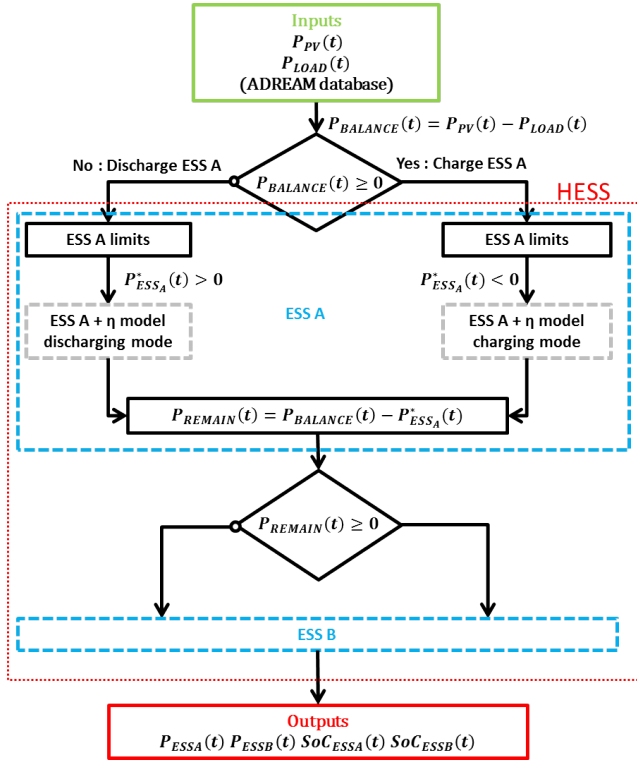 Inputs
P_PV(t)
P_LOAD(t)
(ADREAM database)
P_BALANCE(t) = P_PV(t) − P_LOAD(t)
No : Discharge ESS A
Yes : Charge ESS A
P_BALANCE(t) ≥ 0
HESS
ESS A limits
ESS A limits
P*_ESS_A(t) > 0
P*_ESS_A(t) < 0
ESS A + η model
discharging mode
ESS A
ESS A + η model
charging mode
P_REMAIN(t) = P_BALANCE(t) − P*_ESS_A(t)
P_REMAIN(t) ≥ 0
ESS B
Outputs
P_ESSA(t) P_ESSB(t) SoC_ESSA(t) SoC_ESSB(t)